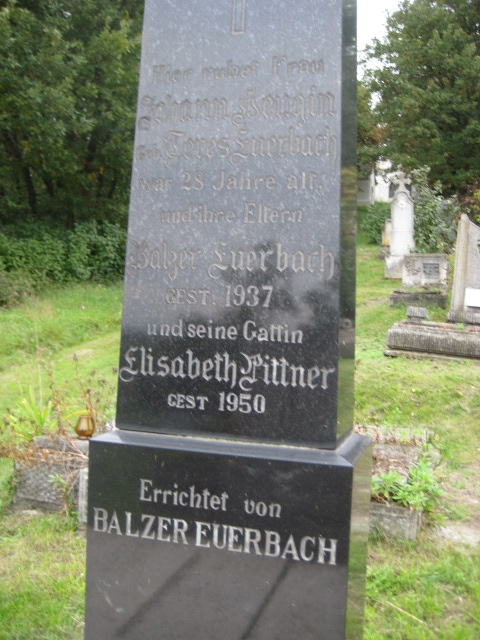 Hier ruhet Frau
Johann
geb. Teres Euerbach
war 28 Jahre alt.
und ihre Eltern
Balzer Euerbach
GEST. 1937
und seine Gattin
Elisabeth Pittner
GEST 1950
Errichtet von
BALZER EUERBACH